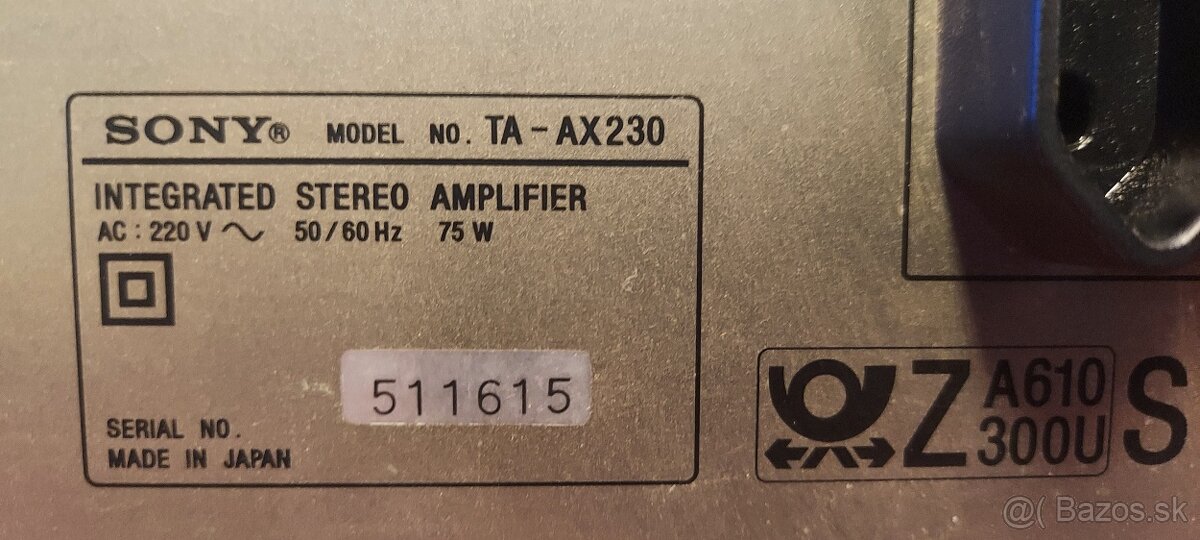 SONY® MODEL NO. TA-AX230
INTEGRATED STEREO AMPLIFIER
AC : 220 V ~ 50/60 Hz 75 W
511615
SERIAL NO.
MADE IN JAPAN
Z A610 S
300U
@( Bazos.sk